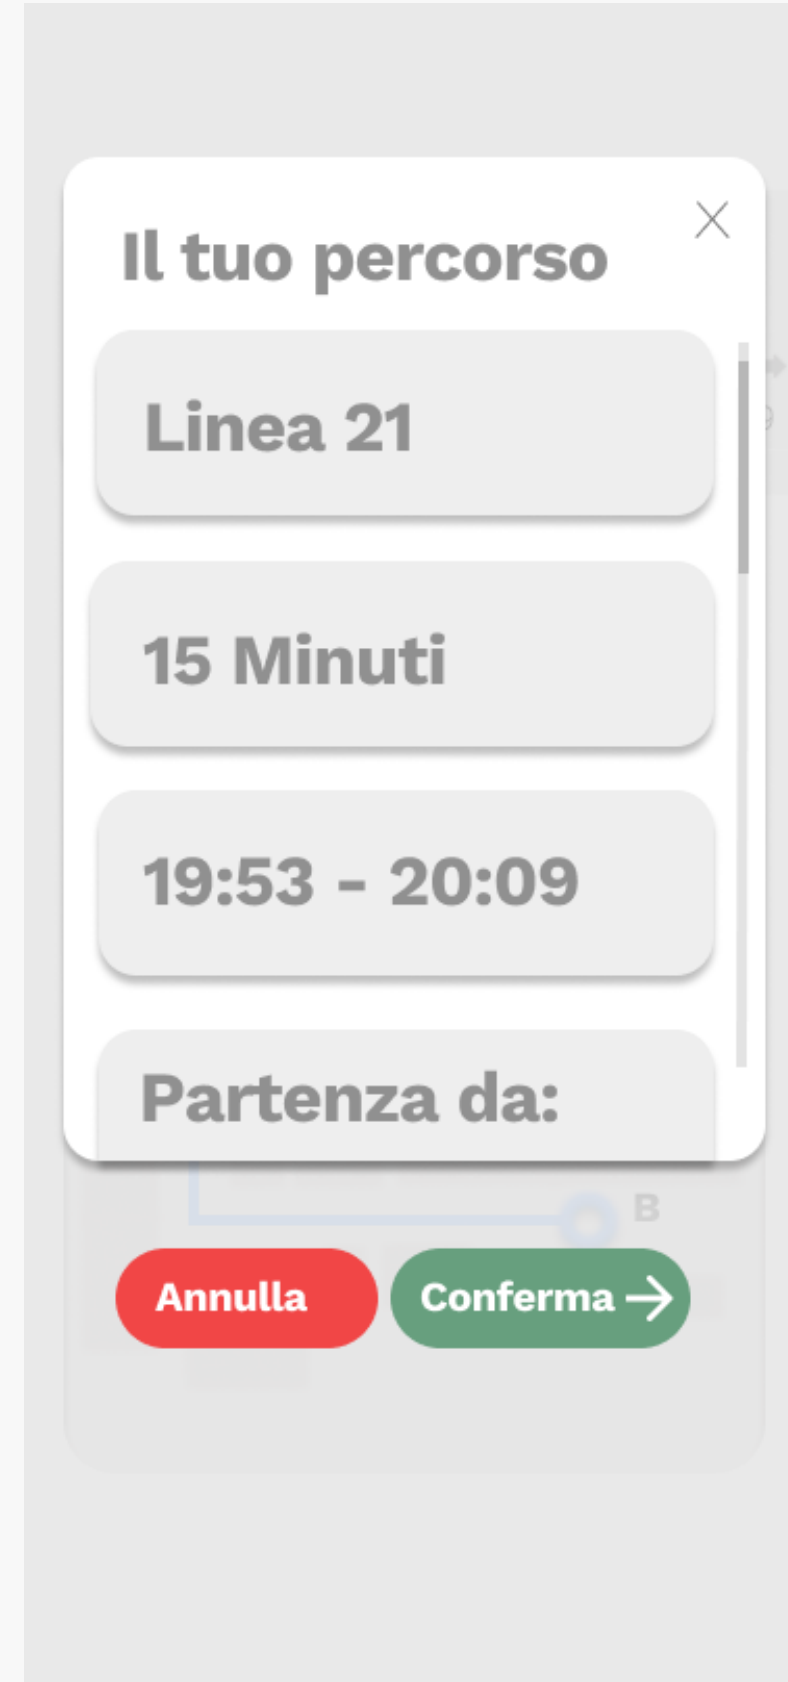 Il tuo percorso
Linea 21
15 Minuti
19:53 - 20:09
Partenza da:
B
Annulla
Conferma